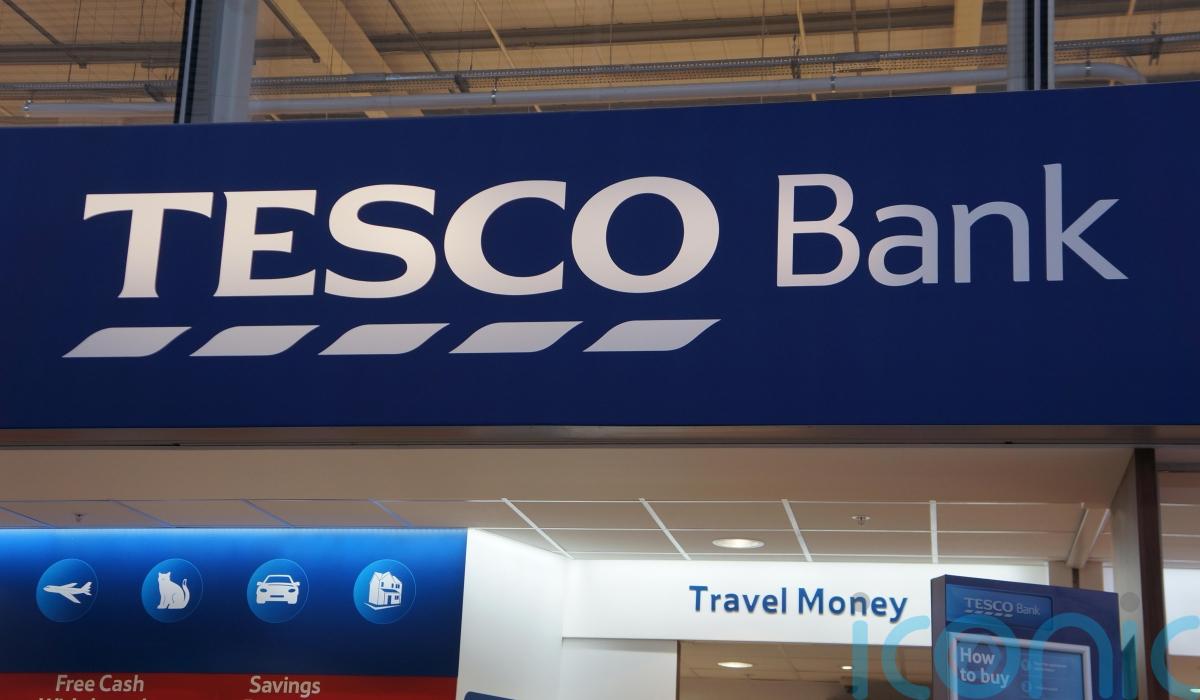 TESCO Bank
Travel Money
TESCO Bank
How
to buy
Free Cash
Savings
iconic